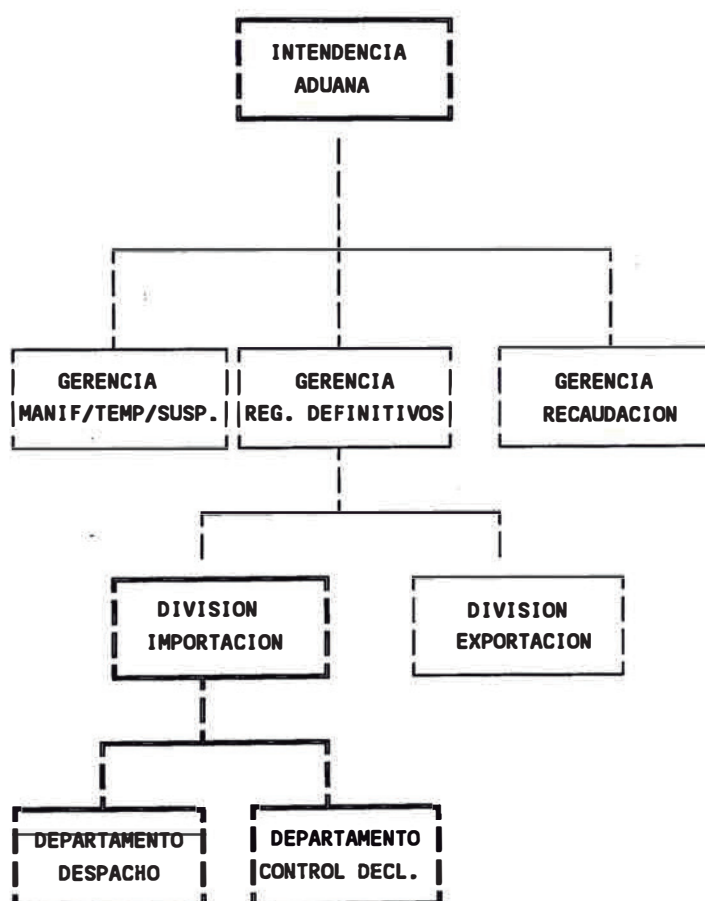 INTENDENCIA
ADUANA
GERENCIA
MANIF/TEMP/SUSP.
GERENCIA
REG. DEFINITIVOS
GERENCIA
RECAUDACION
DIVISION
IMPORTACION
DIVISION
EXPORTACION
DEPARTAMENTO
DESPACHO
DEPARTAMENTO
CONTROL DECL.